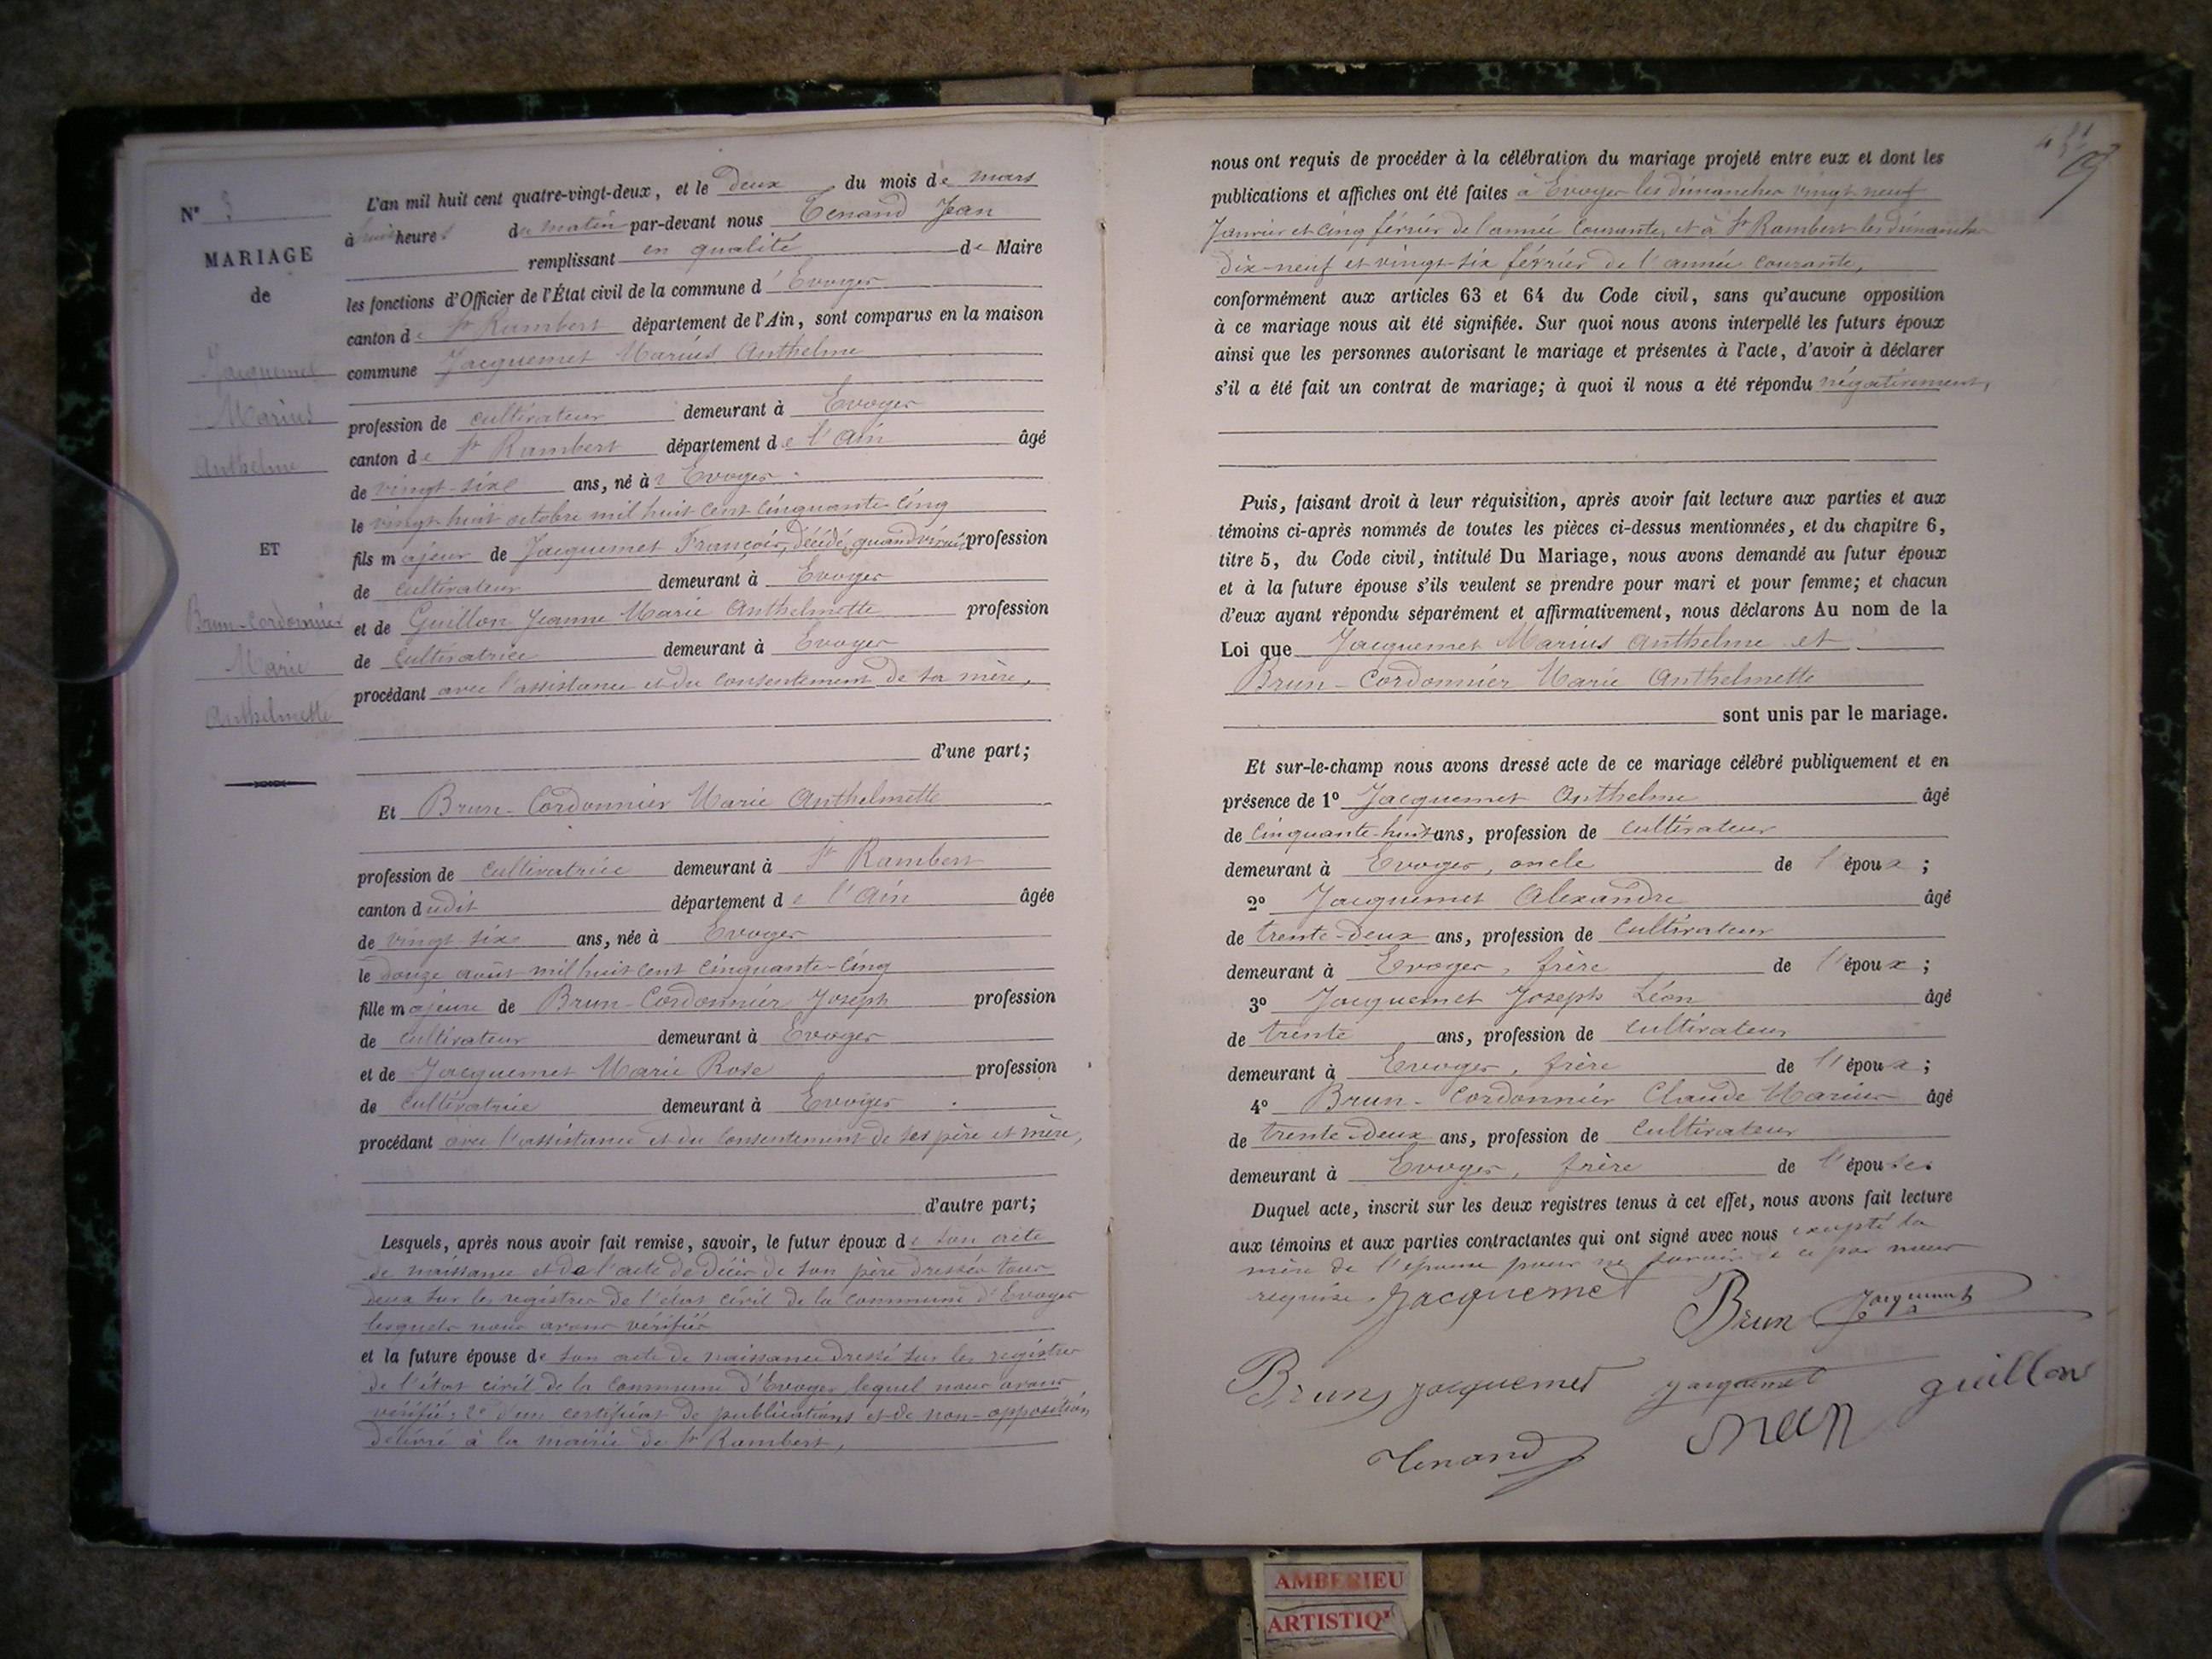 N° 3
MARIAGE
de
Jacquemet
Marius
Anthelme
ET
Brun-Cordonnier
Marie
Anthelmette
L'an mil huit cent quatre-vingt-deux, et le deux du mois de mars
à huit heures du matin par-devant nous Tenand Jean
remplissant en qualité de Maire
les fonctions d'Officier de l'État civil de la commune d'Evoges
canton de St Rambert département de l'Ain, sont comparus en la maison
commune Jacquemet Marius Anthelme
profession de cultivateur demeurant à Evoges
canton de St Rambert département de l'Ain âgé
de vingt-six ans, né à Evoges
le vingt huit octobre mil huit cent cinquante-cinq
fils majeur de Jacquemet François, décédé, quand vivait profession
de cultivateur demeurant à Evoges
et de Guillon Jeanne Marie Anthelmette profession
de cultivatrice demeurant à Evoges
procédant avec l'assistance et du consentement de sa mère,
d'une part;
Et Brun-Cordonnier Marie Anthelmette
profession de cultivatrice demeurant à St Rambert
canton dudit département de l'Ain âgée
de vingt-six ans, née à Evoges
le douze août mil huit cent cinquante-cinq
fille majeure de Brun-Cordonnier Joseph profession
de cultivateur demeurant à Evoges
et de Jacquemet Marie Rose profession
de cultivatrice demeurant à Evoges
procédant avec l'assistance et du consentement de ses père et mère,
d'autre part;
Lesquels, après nous avoir fait remise, savoir, le futur époux de son acte
de naissance et de l'acte de décès de son père dressés tous
deux sur les registres de l'état civil de la commune d'Evoges
lesquels nous avons vérifiés
et la future épouse de son acte de naissance dressé sur les registres
de l'état civil de la commune d'Evoges lequel nous avons
vérifié, 2° d'un certificat de publications et de non-opposition
délivré à la mairie de St Rambert,
nous ont requis de procéder à la célébration du mariage projeté entre eux et dont les
publications et affiches ont été faites à Evoges les dimanches vingt neuf
Janvier et cinq février de l'année courante, et à St Rambert les dimanches
dix-neuf et vingt-six février de l'année courante,
conformément aux articles 63 et 64 du Code civil, sans qu'aucune opposition
à ce mariage nous ait été signifiée. Sur quoi nous avons interpellé les futurs époux
ainsi que les personnes autorisant le mariage et présentes à l'acte, d'avoir à déclarer
s'il a été fait un contrat de mariage; à quoi il nous a été répondu négativement,
Puis, faisant droit à leur réquisition, après avoir fait lecture aux parties et aux
témoins ci-après nommés de toutes les pièces ci-dessus mentionnées, et du chapitre 6,
titre 5, du Code civil, intitulé Du Mariage, nous avons demandé au futur époux
et à la future épouse s'ils veulent se prendre pour mari et pour femme; et chacun
d'eux ayant répondu séparément et affirmativement, nous déclarons Au nom de la
Loi que Jacquemet Marius Anthelme et
Brun-Cordonnier Marie Anthelmette
sont unis par le mariage.
Et sur-le-champ nous avons dressé acte de ce mariage célébré publiquement et en
présence de 1° Jacquemet Anthelme âgé
de cinquante-huit ans, profession de cultivateur
demeurant à Evoges, oncle de l'époux;
2° Jacquemet Alexandre âgé
de trente-deux ans, profession de cultivateur
demeurant à Evoges, frère de l'époux;
3° Jacquemet Joseph Léon âgé
de trente ans, profession de cultivateur
demeurant à Evoges, frère de l'époux;
4° Brun-Cordonnier Claude Marius âgé
de trente-deux ans, profession de cultivateur
demeurant à Evoges, frère de l'épouse.
Duquel acte, inscrit sur les deux registres tenus à cet effet, nous avons fait lecture
aux témoins et aux parties contractantes qui ont signé avec nous excepté la
mère de l'épouse pour ne savoir de ce par nous
requise. Jacquemet
Brun Jacquemet
Brun Jacquemet Jacquemet Guillon
Tenand
AMBERIEU
ARTISTIQ